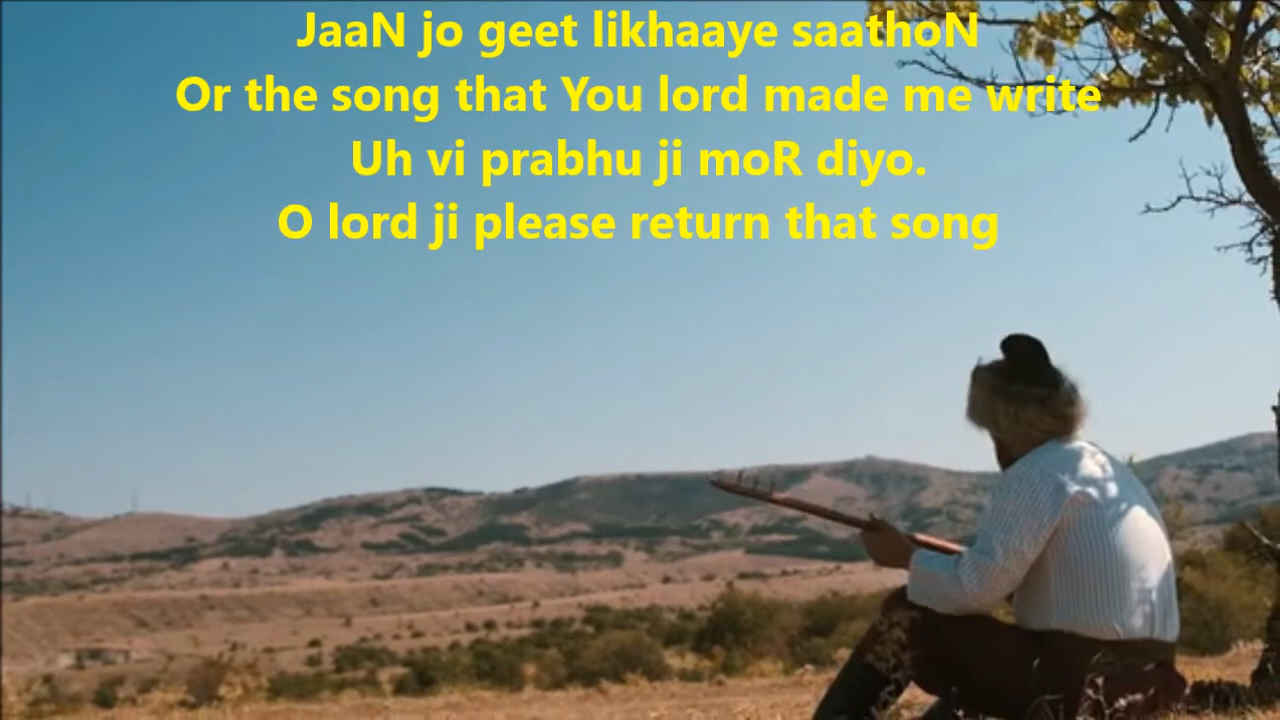 JaaN jo geet likhaaye saathoN
Or the song that You lord made me write
Uh vi prabhu ji moR diyo.
O lord ji please return that song